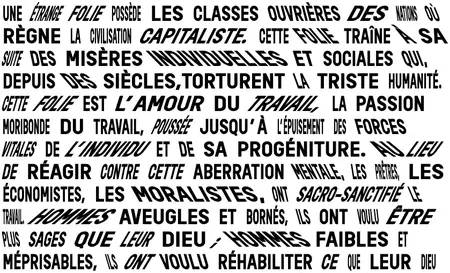 UNE ÉTRANGE FOLIE POSSÈDE LES CLASSES OUVRIÈRES DES NATIONS OÙ
RÈGNE LA CIVILISATION CAPITALISTE. CETTE FOLIE TRAÎNE À SA
SUITE DES MISÈRES INDIVIDUELLES ET SOCIALES QUI,
DEPUIS DES SIÈCLES,TORTURENT LA TRISTE HUMANITÉ.
CETTE FOLIE EST L'AMOUR DU TRAVAIL, LA PASSION
MORIBONDE DU TRAVAIL, POUSSÉE JUSQU'À L'ÉPUISEMENT DES FORCES
VITALES DE L'INDIVIDU ET DE SA PROGÉNITURE. AU LIEU
DE RÉAGIR CONTRE CETTE ABERRATION MENTALE, LES PRÊTRES, LES
ÉCONOMISTES, LES MORALISTES, ONT SACRO-SANCTIFIÉ LE
TRAVAIL. HOMMES AVEUGLES ET BORNÉS, ILS ONT VOULU ÊTRE
PLUS SAGES QUE LEUR DIEU ; HOMMES FAIBLES ET
MÉPRISABLES, ILS ONT VOULU RÉHABILITER CE QUE LEUR DIEU